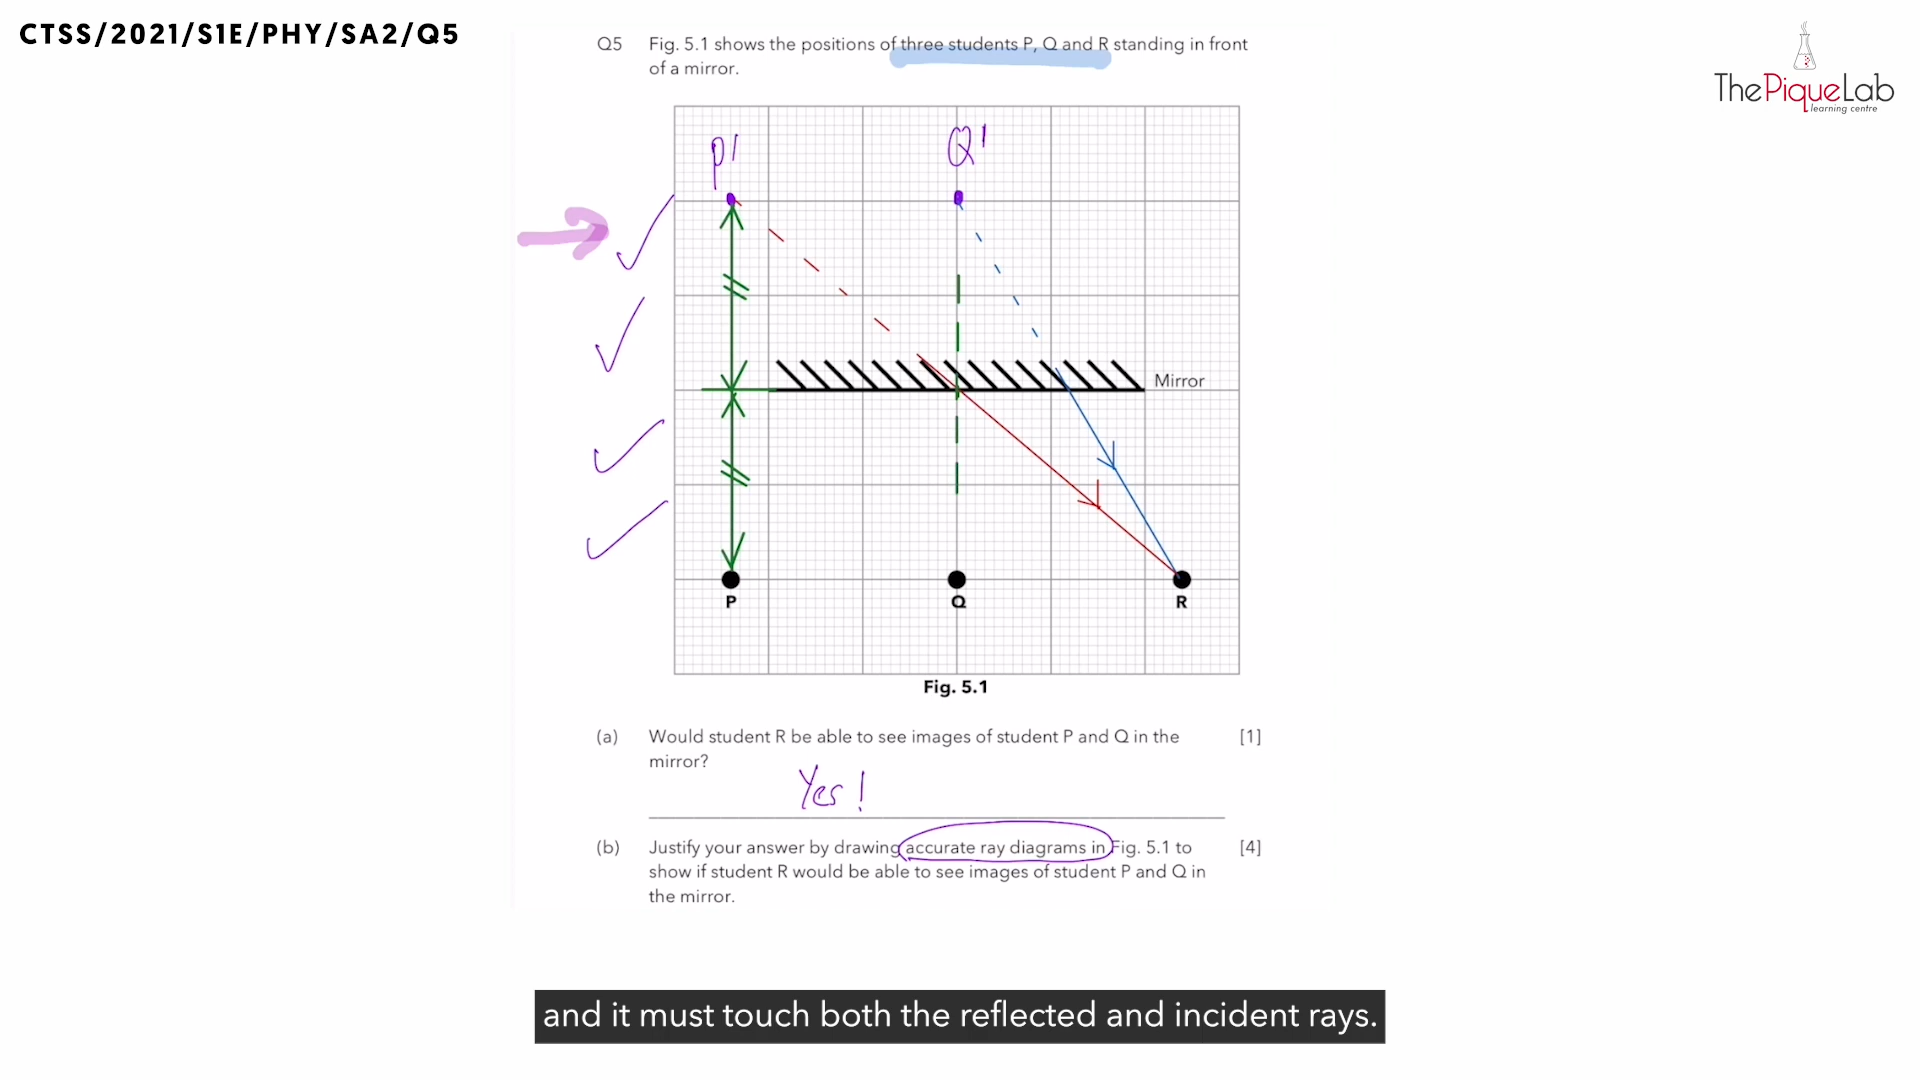 CTSS/2021/S1E/PHY/SA2/Q5
ThePiqueLab
learning centre
Q5 Fig. 5.1 shows the positions of three students P, Q and R standing in front
of a mirror.
P' Q'
Mirror
P Q R
Fig. 5.1
(a) Would student R be able to see images of student P and Q in the [1]
mirror?
Yes!
(b) Justify your answer by drawing accurate ray diagrams in Fig. 5.1 to [4]
show if student R would be able to see images of student P and Q in
the mirror.
and it must touch both the reflected and incident rays.